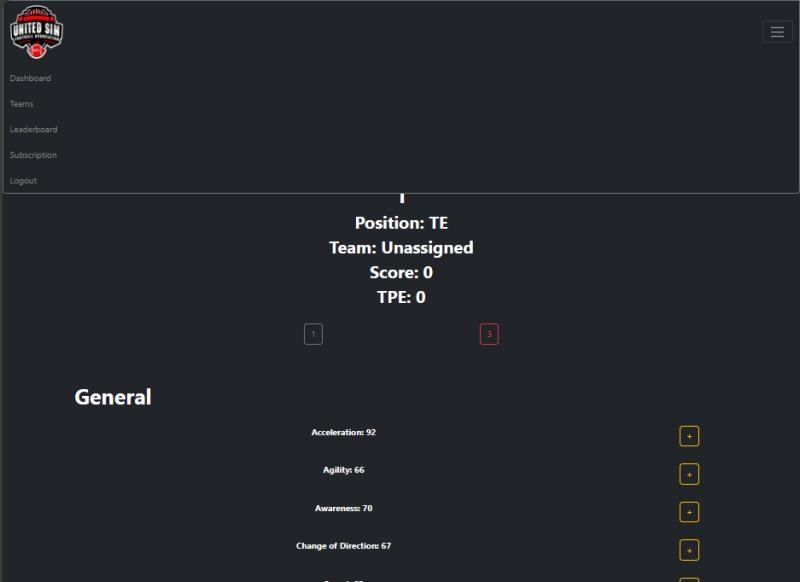 UNITED SIM
FOOTBALL ASSOCIATION
Dashboard
Teams
Leaderboard
Subscription
Logout
Position: TE
Team: Unassigned
Score: 0
TPE: 0
1
3
General
Acceleration: 92
+
Agility: 66
+
Awareness: 70
+
Change of Direction: 67
+